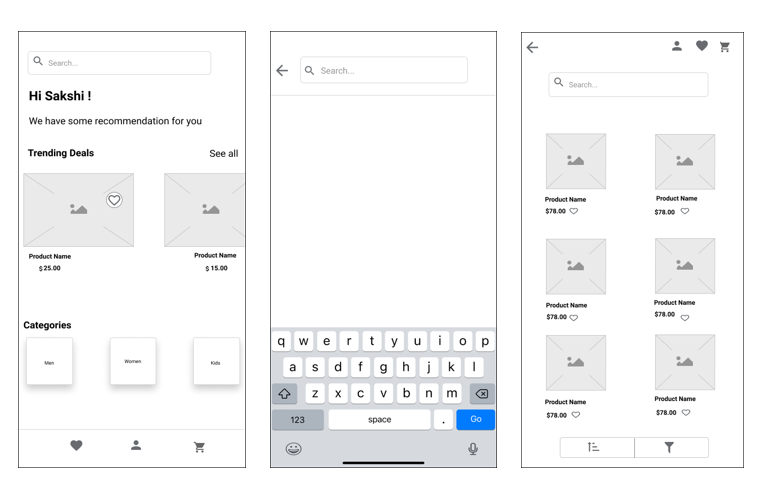 Search...
Hi Sakshi !
We have some recommendation for you
Trending Deals See all
Product Name Product Name
$ 25.00 $ 15.00
Categories
Men Women Kids
Search...
q w e r t y u i o p
a s d f g h j k l
z x c v b n m
123 space . Go
Search...
Product Name Product Name
$78.00 $78.00
Product Name Product Name
$78.00 $78.00
Product Name Product Name
$78.00 $78.00